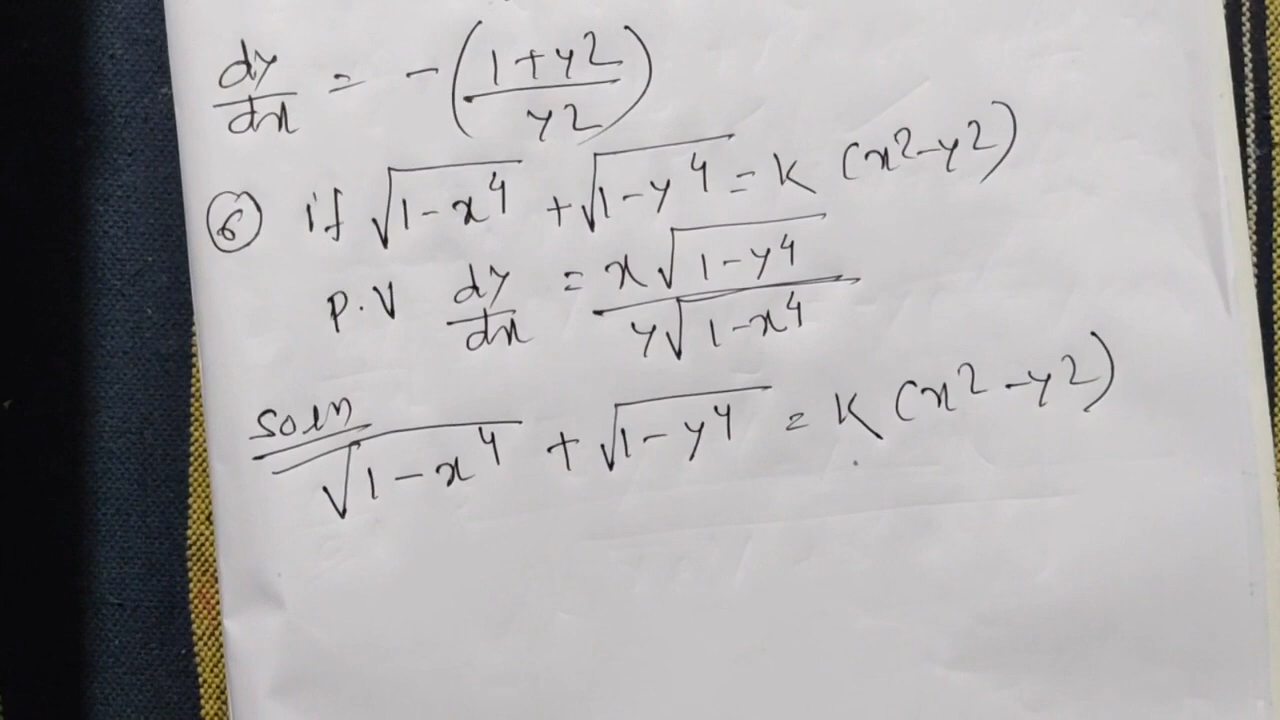 dy/dx = -((1+y2)/y2)
⑥ if √(1-x⁴) + √(1-y⁴) = K (x²-y2)
P.V dy/dx = x√(1-y⁴) / y√(1-x⁴)
Soln
√(1-x⁴) + √(1-y⁴) = K (x²-y2)